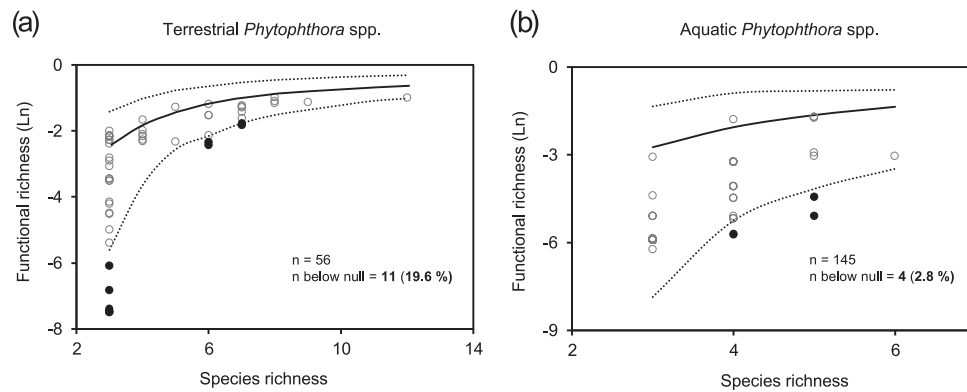 (a)
Terrestrial Phytophthora spp.
Functional richness (Ln)
0
-2
-4
-6
-8
n = 56
n below null = 11 (19.6 %)
2
6
10
14
Species richness
(b)
Aquatic Phytophthora spp.
Functional richness (Ln)
0
-3
-6
-9
n = 145
n below null = 4 (2.8 %)
2
4
6
Species richness